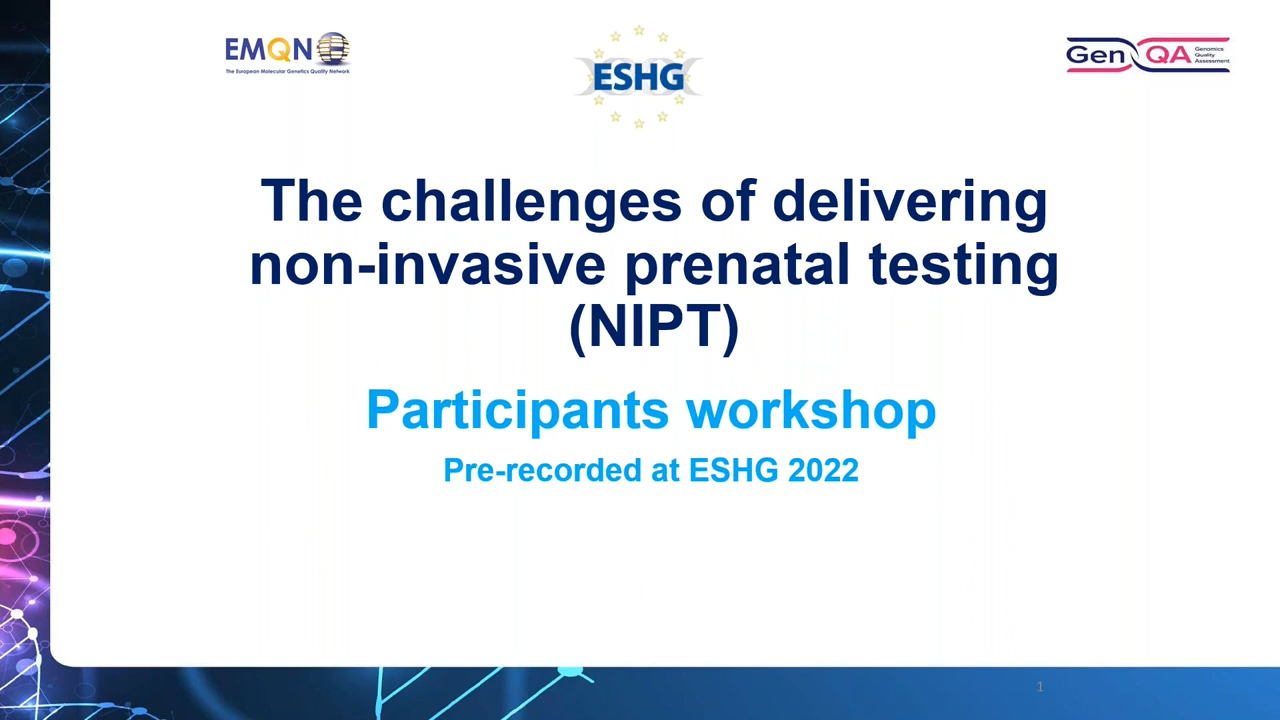 EMQN
The European Molecular Genetics Quality Network
ESHG
GenQA
Genomics
Quality
Assessment
The challenges of delivering
non-invasive prenatal testing
(NIPT)
Participants workshop
Pre-recorded at ESHG 2022
1